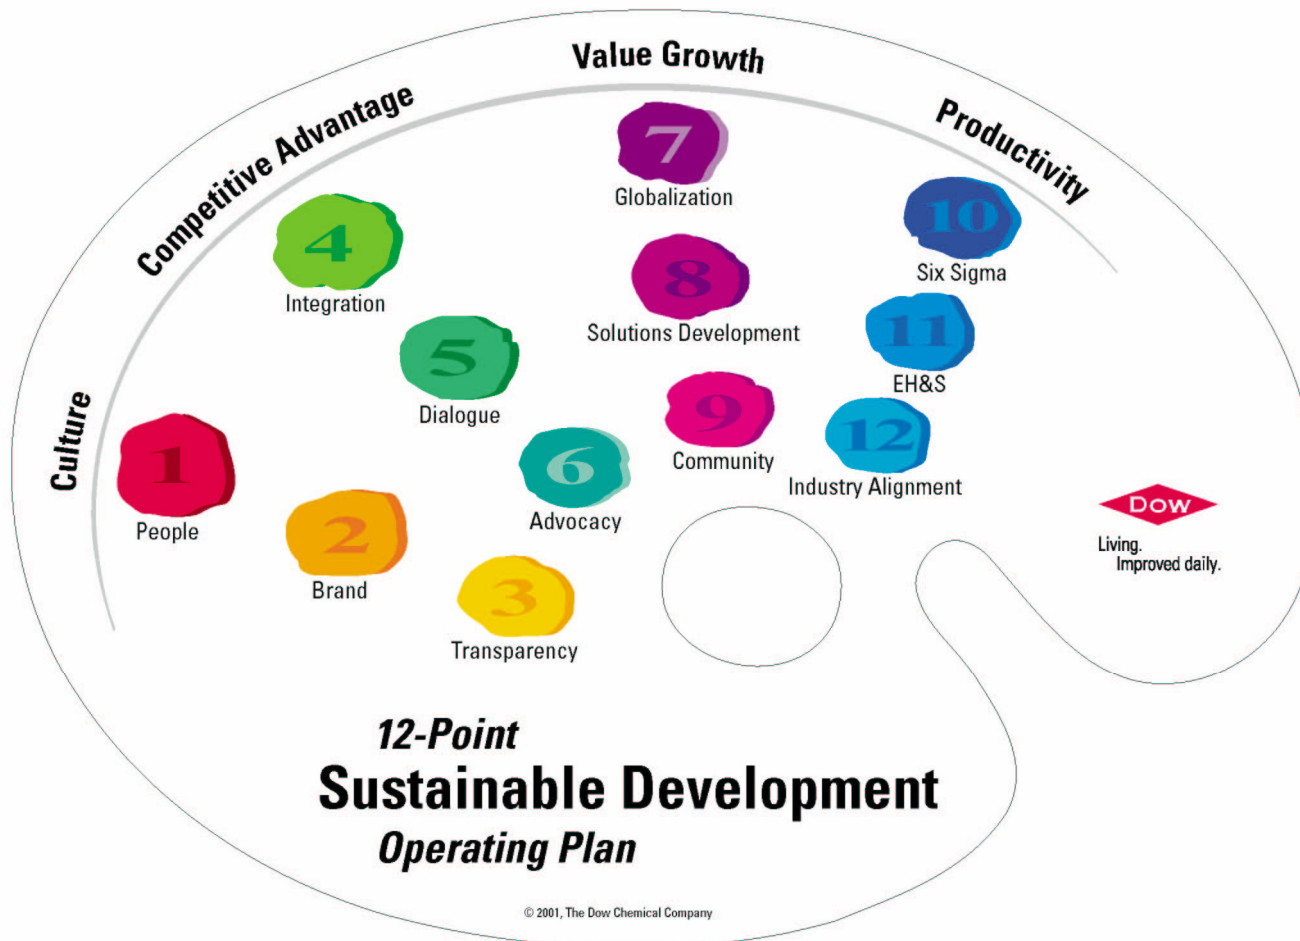 Culture
Competitive Advantage
Value Growth
Productivity
1
People
2
Brand
3
Transparency
4
Integration
5
Dialogue
6
Advocacy
7
Globalization
8
Solutions Development
9
Community
10
Six Sigma
11
EH&S
12
Industry Alignment
Dow
Living.
Improved daily.
12-Point
Sustainable Development
Operating Plan
© 2001, The Dow Chemical Company